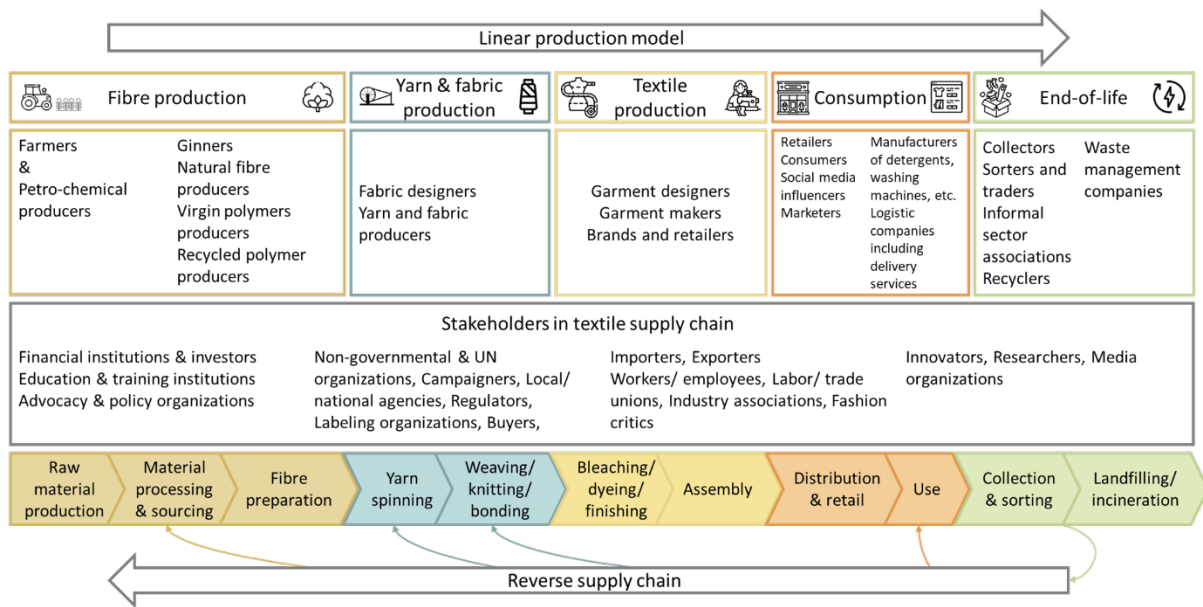 Linear production model
Fibre production
Yarn & fabric
production
Textile
production
Consumption
End-of-life
Farmers
&
Petro-chemical
producers
Ginners
Natural fibre
producers
Virgin polymers
producers
Recycled polymer
producers
Fabric designers
Yarn and fabric
producers
Garment designers
Garment makers
Brands and retailers
Retailers
Consumers
Social media
influencers
Marketers
Manufacturers
of detergents,
washing
machines, etc.
Logistic
companies
including
delivery
services
Collectors
Sorters and
traders
Informal
sector
associations
Recyclers
Waste
management
companies
Stakeholders in textile supply chain
Financial institutions & investors
Education & training institutions
Advocacy & policy organizations
Non-governmental & UN
organizations, Campaigners, Local/
national agencies, Regulators,
Labeling organizations, Buyers,
Importers, Exporters
Workers/ employees, Labor/ trade
unions, Industry associations, Fashion
critics
Innovators, Researchers, Media
organizations
Raw
material
production
Material
processing
& sourcing
Fibre
preparation
Yarn
spinning
Weaving/
knitting/
bonding
Bleaching/
dyeing/
finishing
Assembly
Distribution
& retail
Use
Collection
& sorting
Landfilling/
incineration
Reverse supply chain